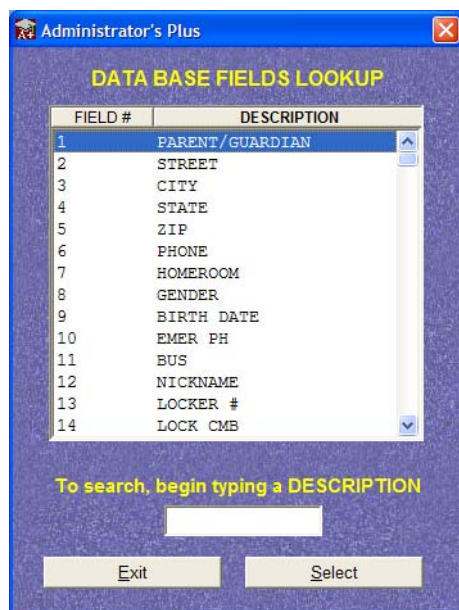 Administrator's Plus
DATA BASE FIELDS LOOKUP
FIELD # DESCRIPTION
1 PARENT/GUARDIAN
2 STREET
3 CITY
4 STATE
5 ZIP
6 PHONE
7 HOMEROOM
8 GENDER
9 BIRTH DATE
10 EMER PH
11 BUS
12 NICKNAME
13 LOCKER #
14 LOCK CMB
To search, begin typing a DESCRIPTION
Exit Select